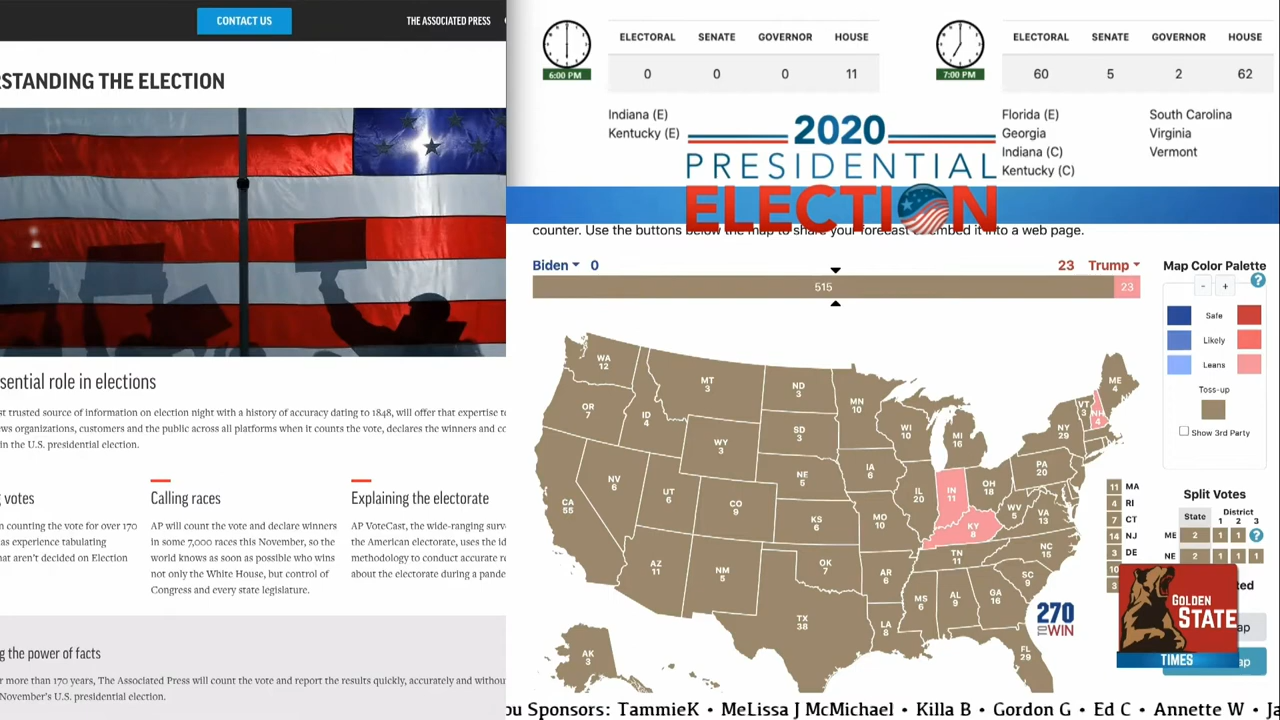 CONTACT US
THE ASSOCIATED PRESS
RSTANDING THE ELECTION
sential role in elections
st trusted source of information on election night with a history of accuracy dating to 1848, will offer that expertise to
ews organizations, customers and the public across all platforms when it counts the vote, declares the winners and co
in the U.S. presidential election.
votes
n counting the vote for over 170
as experience tabulating
hat aren't decided on Election
Calling races
AP will count the vote and declare winners
in some 7,000 races this November, so the
world knows as soon as possible who wins
not only the White House, but control of
Congress and every state legislature.
Explaining the electorate
AP VoteCast, the wide-ranging surv
the American electorate, uses the id
methodology to conduct accurate re
about the electorate during a pande
g the power of facts
r more than 170 years, The Associated Press will count the vote and report the results quickly, accurately and withou
November's U.S. presidential election.
6:00 PM
ELECTORAL SENATE GOVERNOR HOUSE
0 0 0 11
Indiana (E)
Kentucky (E)
7:00 PM
ELECTORAL SENATE GOVERNOR HOUSE
60 5 2 62
Florida (E)
Georgia
Indiana (C)
Kentucky (C)
South Carolina
Virginia
Vermont
2020
PRESIDENTIAL
ELECTION
counter. Use the buttons below the map to share your forecast or embed it into a web page.
Biden 0
23 Trump
515
23
WA
12
OR
7
CA
55
NV
6
ID
4
MT
3
WY
3
UT
6
AZ
11
CO
9
NM
5
ND
3
SD
3
NE
5
KS
6
OK
7
TX
38
MN
10
IA
6
MO
10
AR
6
LA
8
WI
10
IL
20
MI
16
IN
11
OH
18
KY
8
TN
11
MS
6
AL
9
GA
16
FL
29
SC
9
NC
15
VA
13
WV
5
PA
20
NY
29
VT
3
NH
4
ME
4
AK
3
11 MA
4 RI
7 CT
14 NJ
3 DE
10
3
270
TO WIN
Map Color Palette
?
- +
Safe
Likely
Leans
Toss-up
Show 3rd Party
Split Votes
State District
1 2 3
ME 2 1 1 ?
NE 2 1 1 1
ed
ap
ap
GOLDEN
STATE
TIMES
ou Sponsors: TammieK • MeLissa J McMichael • Killa B • Gordon G • Ed C • Annette W • Ja